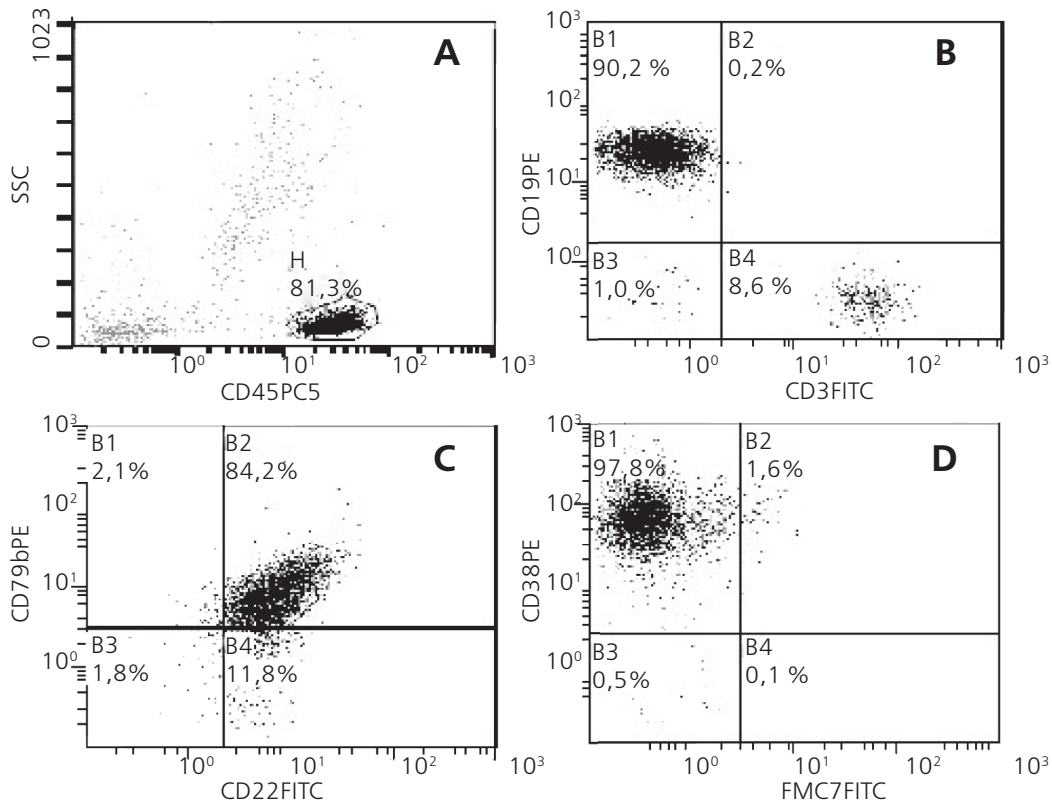 1023
SSC
0
A
H
81,3%
10⁰ 10¹ 10² 10³
CD45PC5
10³
10²
10¹
10⁰
CD19PE
B1
90,2 %
B2
0,2%
B
B3
1,0 %
B4
8,6 %
10⁰ 10¹ 10² 10³
CD3FITC
10³
10²
10¹
10⁰
CD79bPE
B1
2,1%
B2
84,2%
C
B3
1,8%
B4
11,8%
10⁰ 10¹ 10² 10³
CD22FITC
10³
10²
10¹
10⁰
CD38PE
B1
97,8%
B2
1,6%
D
B3
0,5%
B4
0,1 %
10⁰ 10¹ 10² 10³
FMC7FITC